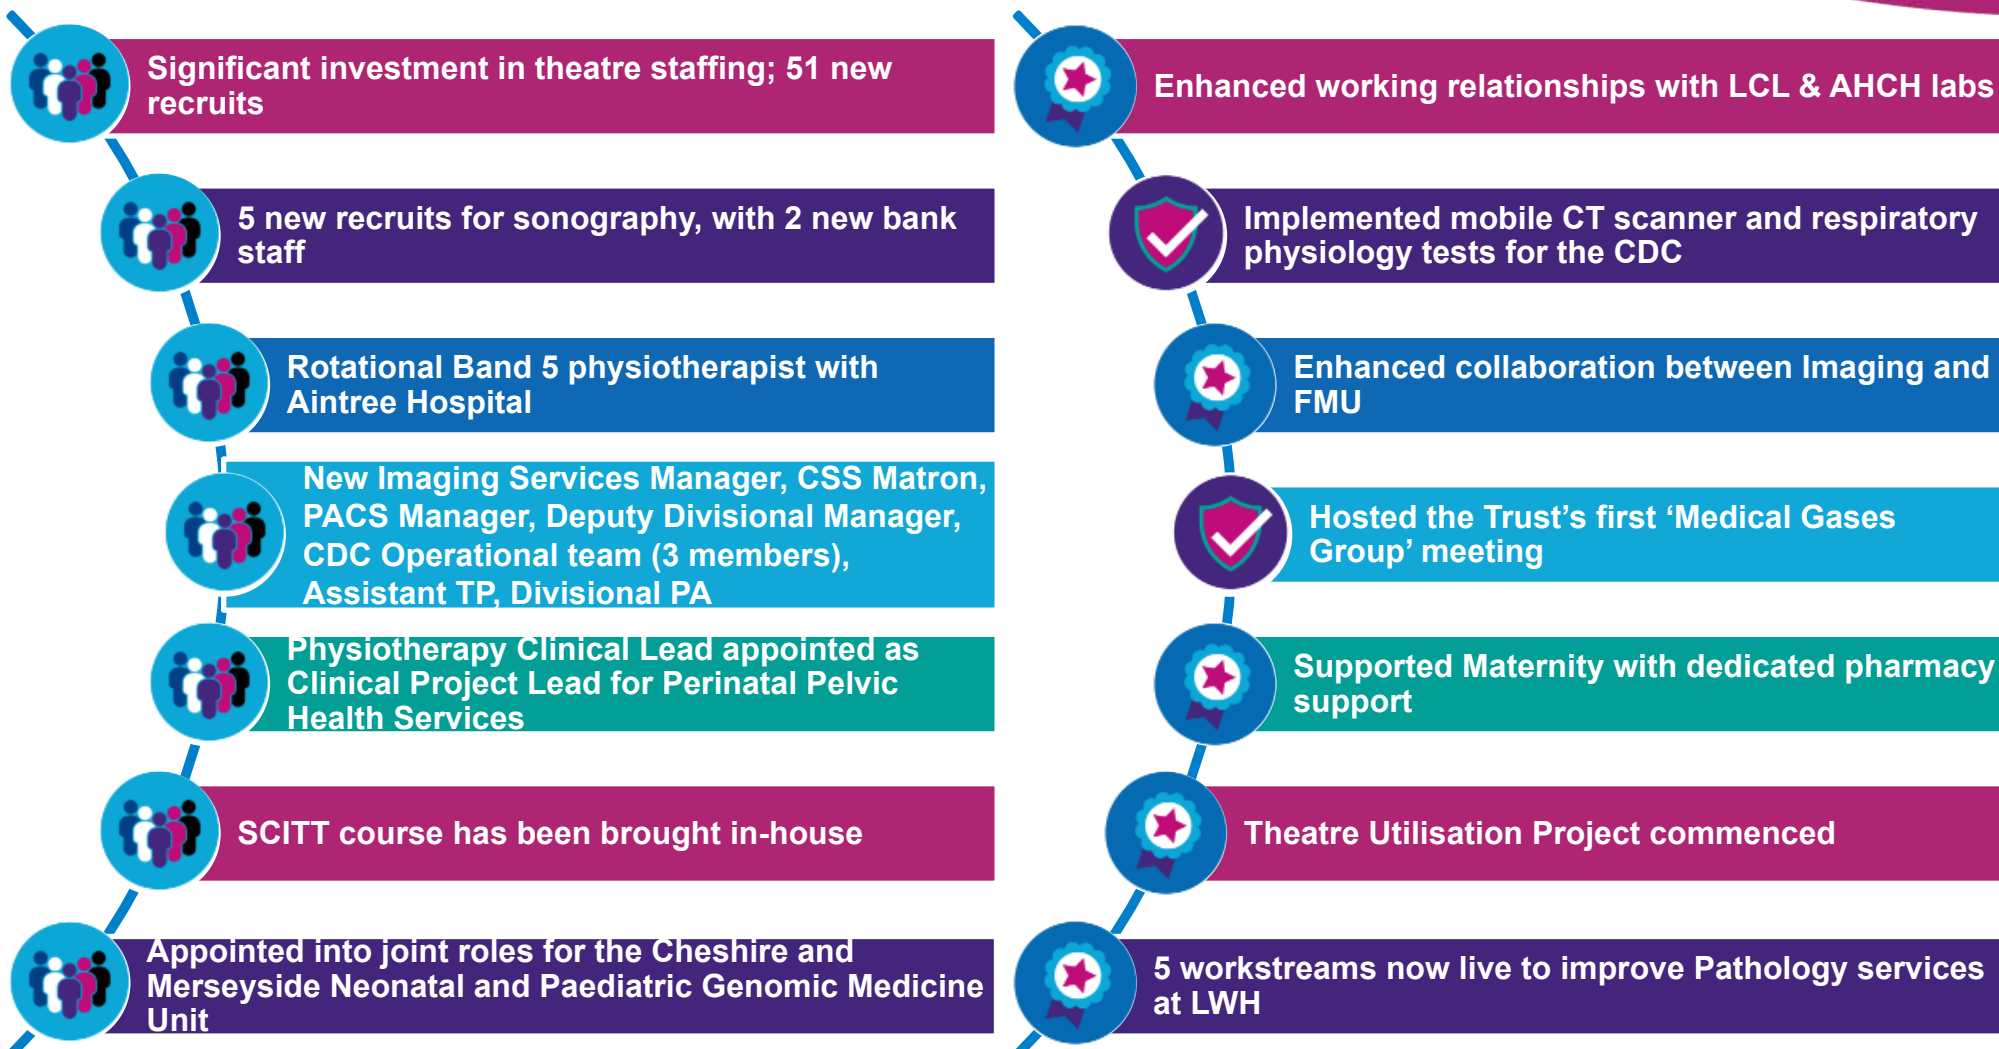 Significant investment in theatre staffing; 51 new
recruits
5 new recruits for sonography, with 2 new bank
staff
Rotational Band 5 physiotherapist with
Aintree Hospital
New Imaging Services Manager, CSS Matron,
PACS Manager, Deputy Divisional Manager,
CDC Operational team (3 members),
Assistant TP, Divisional PA
Physiotherapy Clinical Lead appointed as
Clinical Project Lead for Perinatal Pelvic
Health Services
SCITT course has been brought in-house
Appointed into joint roles for the Cheshire and
Merseyside Neonatal and Paediatric Genomic Medicine
Unit
Enhanced working relationships with LCL & AHCH labs
Implemented mobile CT scanner and respiratory
physiology tests for the CDC
Enhanced collaboration between Imaging and
FMU
Hosted the Trust’s first ‘Medical Gases
Group’ meeting
Supported Maternity with dedicated pharmacy
support
Theatre Utilisation Project commenced
5 workstreams now live to improve Pathology services
at LWH